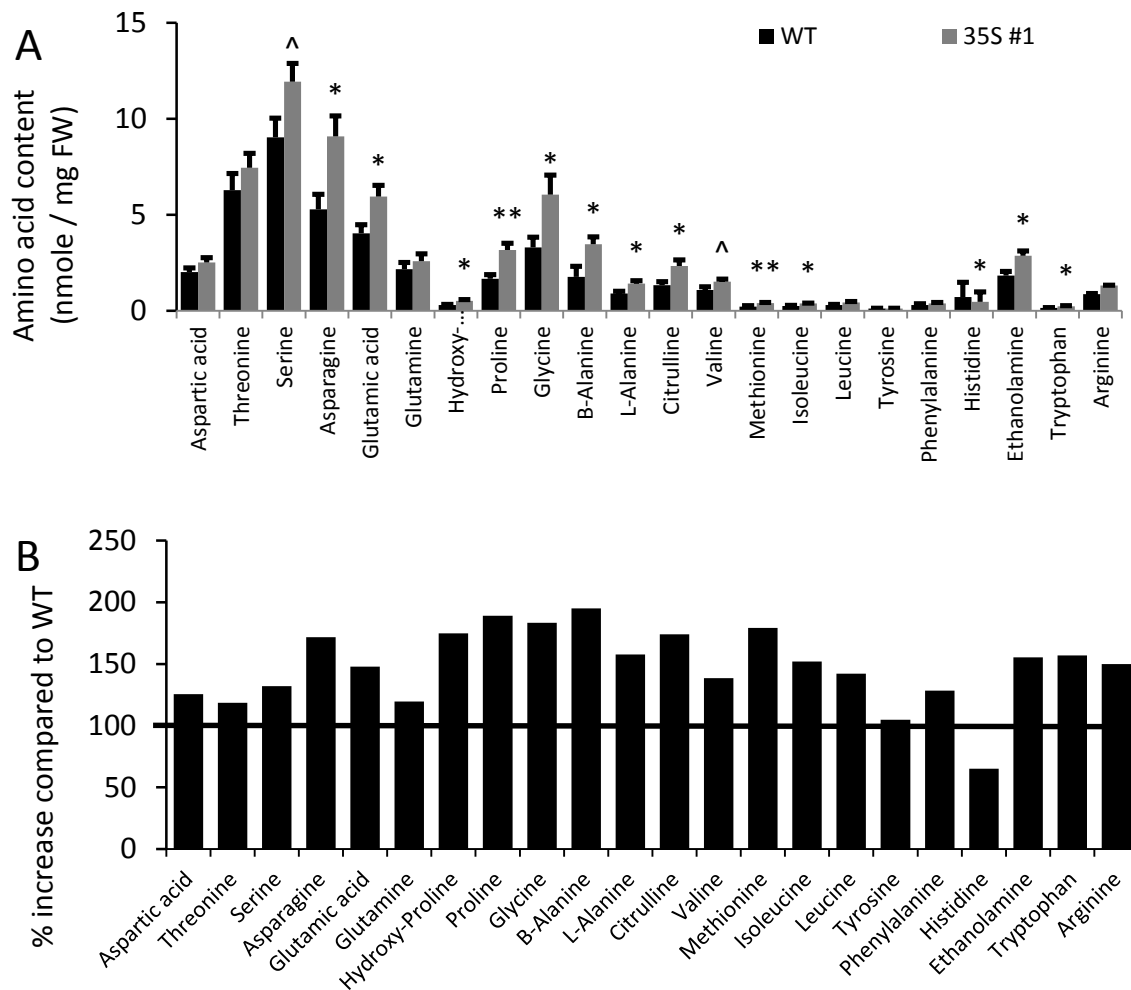 A
15
10
5
0
Amino acid content
(nmole / mg FW)
WT
35S #1
^
*
*
*
**
*
*
*
*
^
**
*
*
*
*
Aspartic acid
Threonine
Serine
Asparagine
Glutamic acid
Glutamine
Hydroxy-...
Proline
Glycine
B-Alanine
L-Alanine
Citrulline
Valine
Methionine
Isoleucine
Leucine
Tyrosine
Phenylalanine
Histidine
Ethanolamine
Tryptophan
Arginine
B
250
200
150
100
50
0
% increase compared to WT
Aspartic acid
Threonine
Serine
Asparagine
Glutamic acid
Glutamine
Hydroxy-Proline
Proline
Glycine
B-Alanine
L-Alanine
Citrulline
Valine
Methionine
Isoleucine
Leucine
Tyrosine
Phenylalanine
Histidine
Ethanolamine
Tryptophan
Arginine